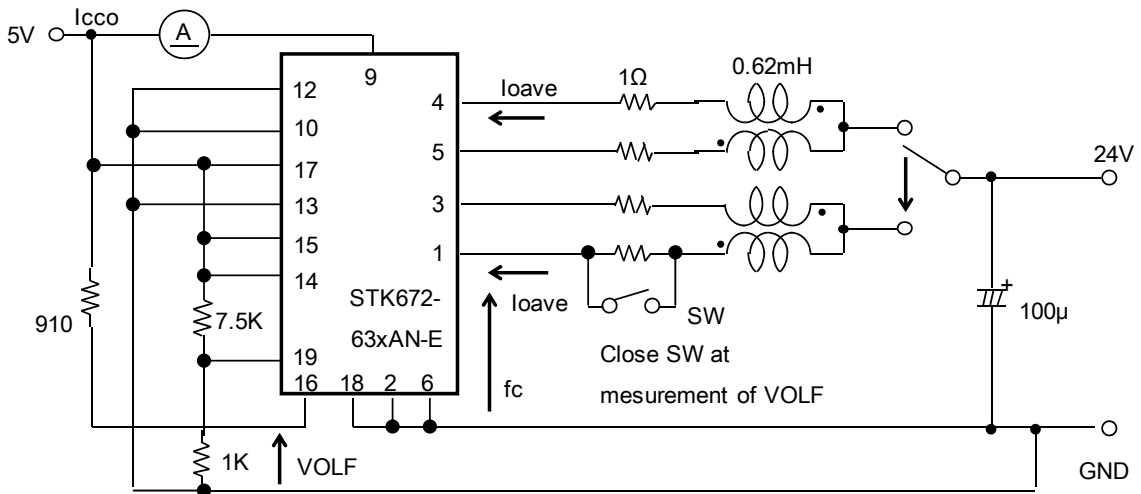 Icco
5V
A
9
12
10
17
13
15
14
19
16
18
2
6
4
5
3
1
STK672-
63xAN-E
Ioave
1Ω
0.62mH
24V
Ioave
SW
Close SW at
mesurement of VOLF
fc
910
7.5K
1K
VOLF
+
100µ
GND